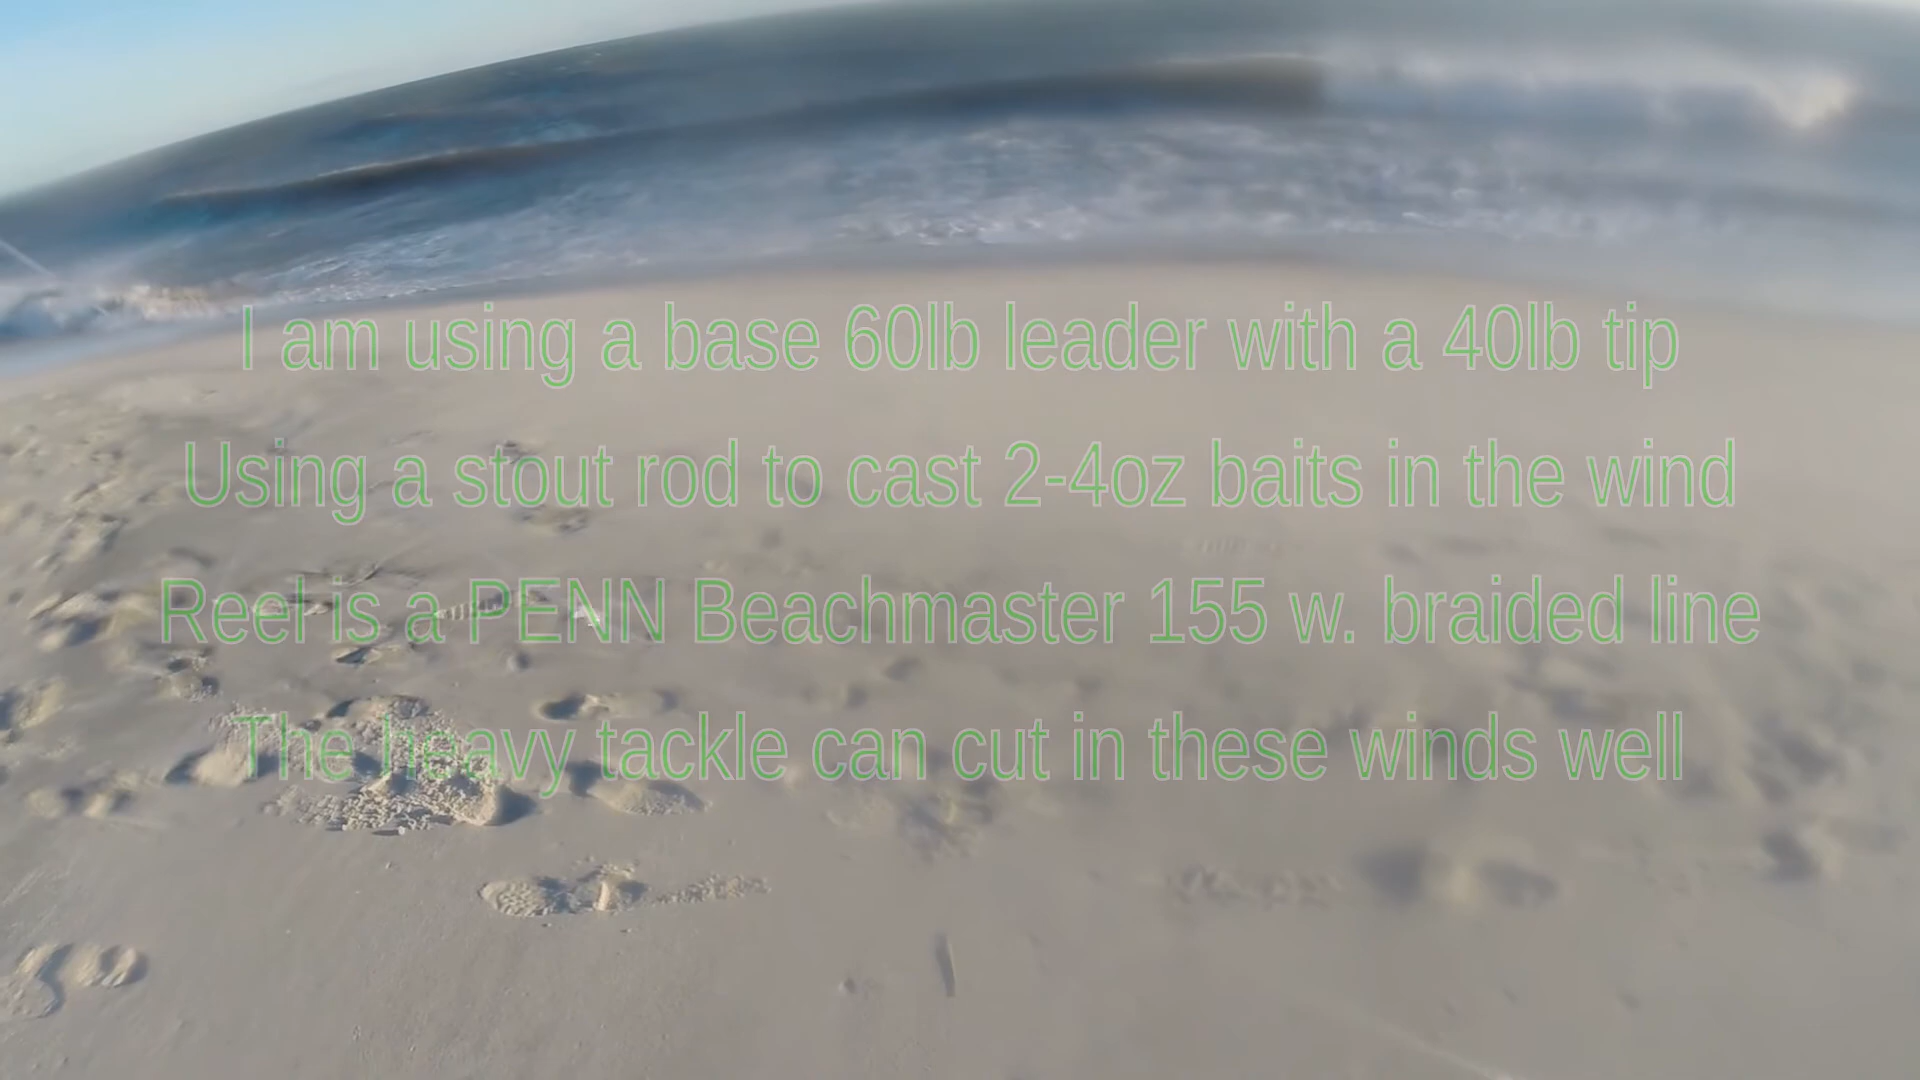 I am using a base 60lb leader with a 40lb tip
Using a stout rod to cast 2-4oz baits in the wind
Reel is a PENN Beachmaster 155 w. braided line
The heavy tackle can cut in these winds well